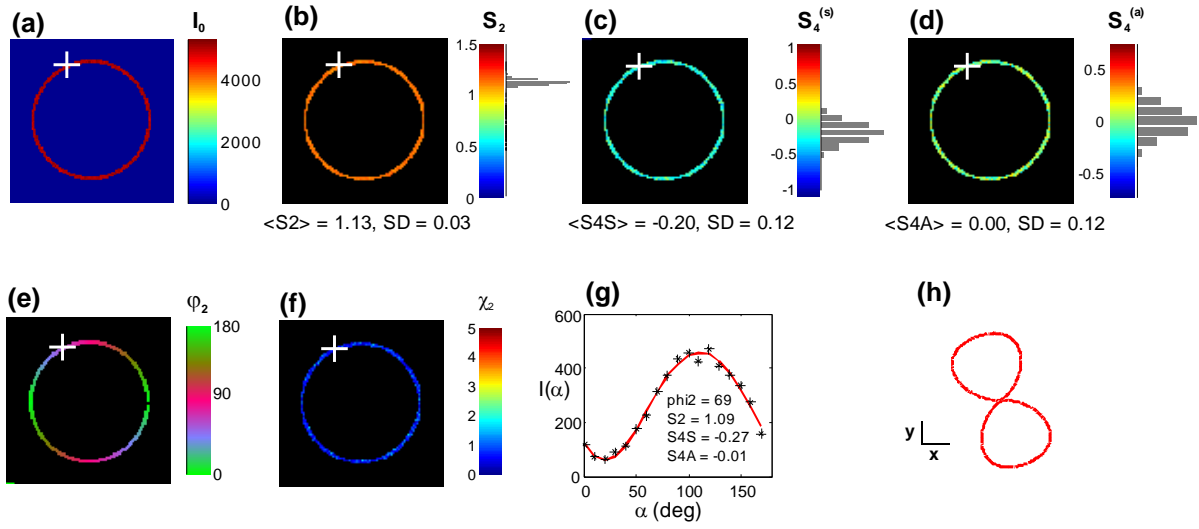 (a) I₀
4000
2000
0
(b) S₂
1.5
1
0.5
0
<S2> = 1.13, SD = 0.03
(c) S₄⁽ˢ⁾
1
0.5
0
-0.5
-1
<S4S> = -0.20, SD = 0.12
(d) S₄⁽ᵃ⁾
0.5
0
-0.5
<S4A> = 0.00, SD = 0.12
(e) φ₂
180
90
0
(f) χ₂
5
4
3
2
1
0
(g)
600
400
200
0
I(α)
phi2 = 69
S2 = 1.09
S4S = -0.27
S4A = -0.01
0 50 100 150
α (deg)
(h)
y
x